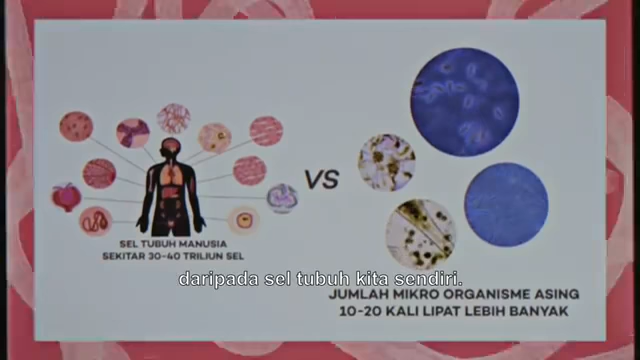 VS
SEL TUBUH MANUSIA
SEKITAR 30-40 TRILIUN SEL
daripada sel tubuh kita sendiri.
JUMLAH MIKRO ORGANISME ASING
10-20 KALI LIPAT LEBIH BANYAK